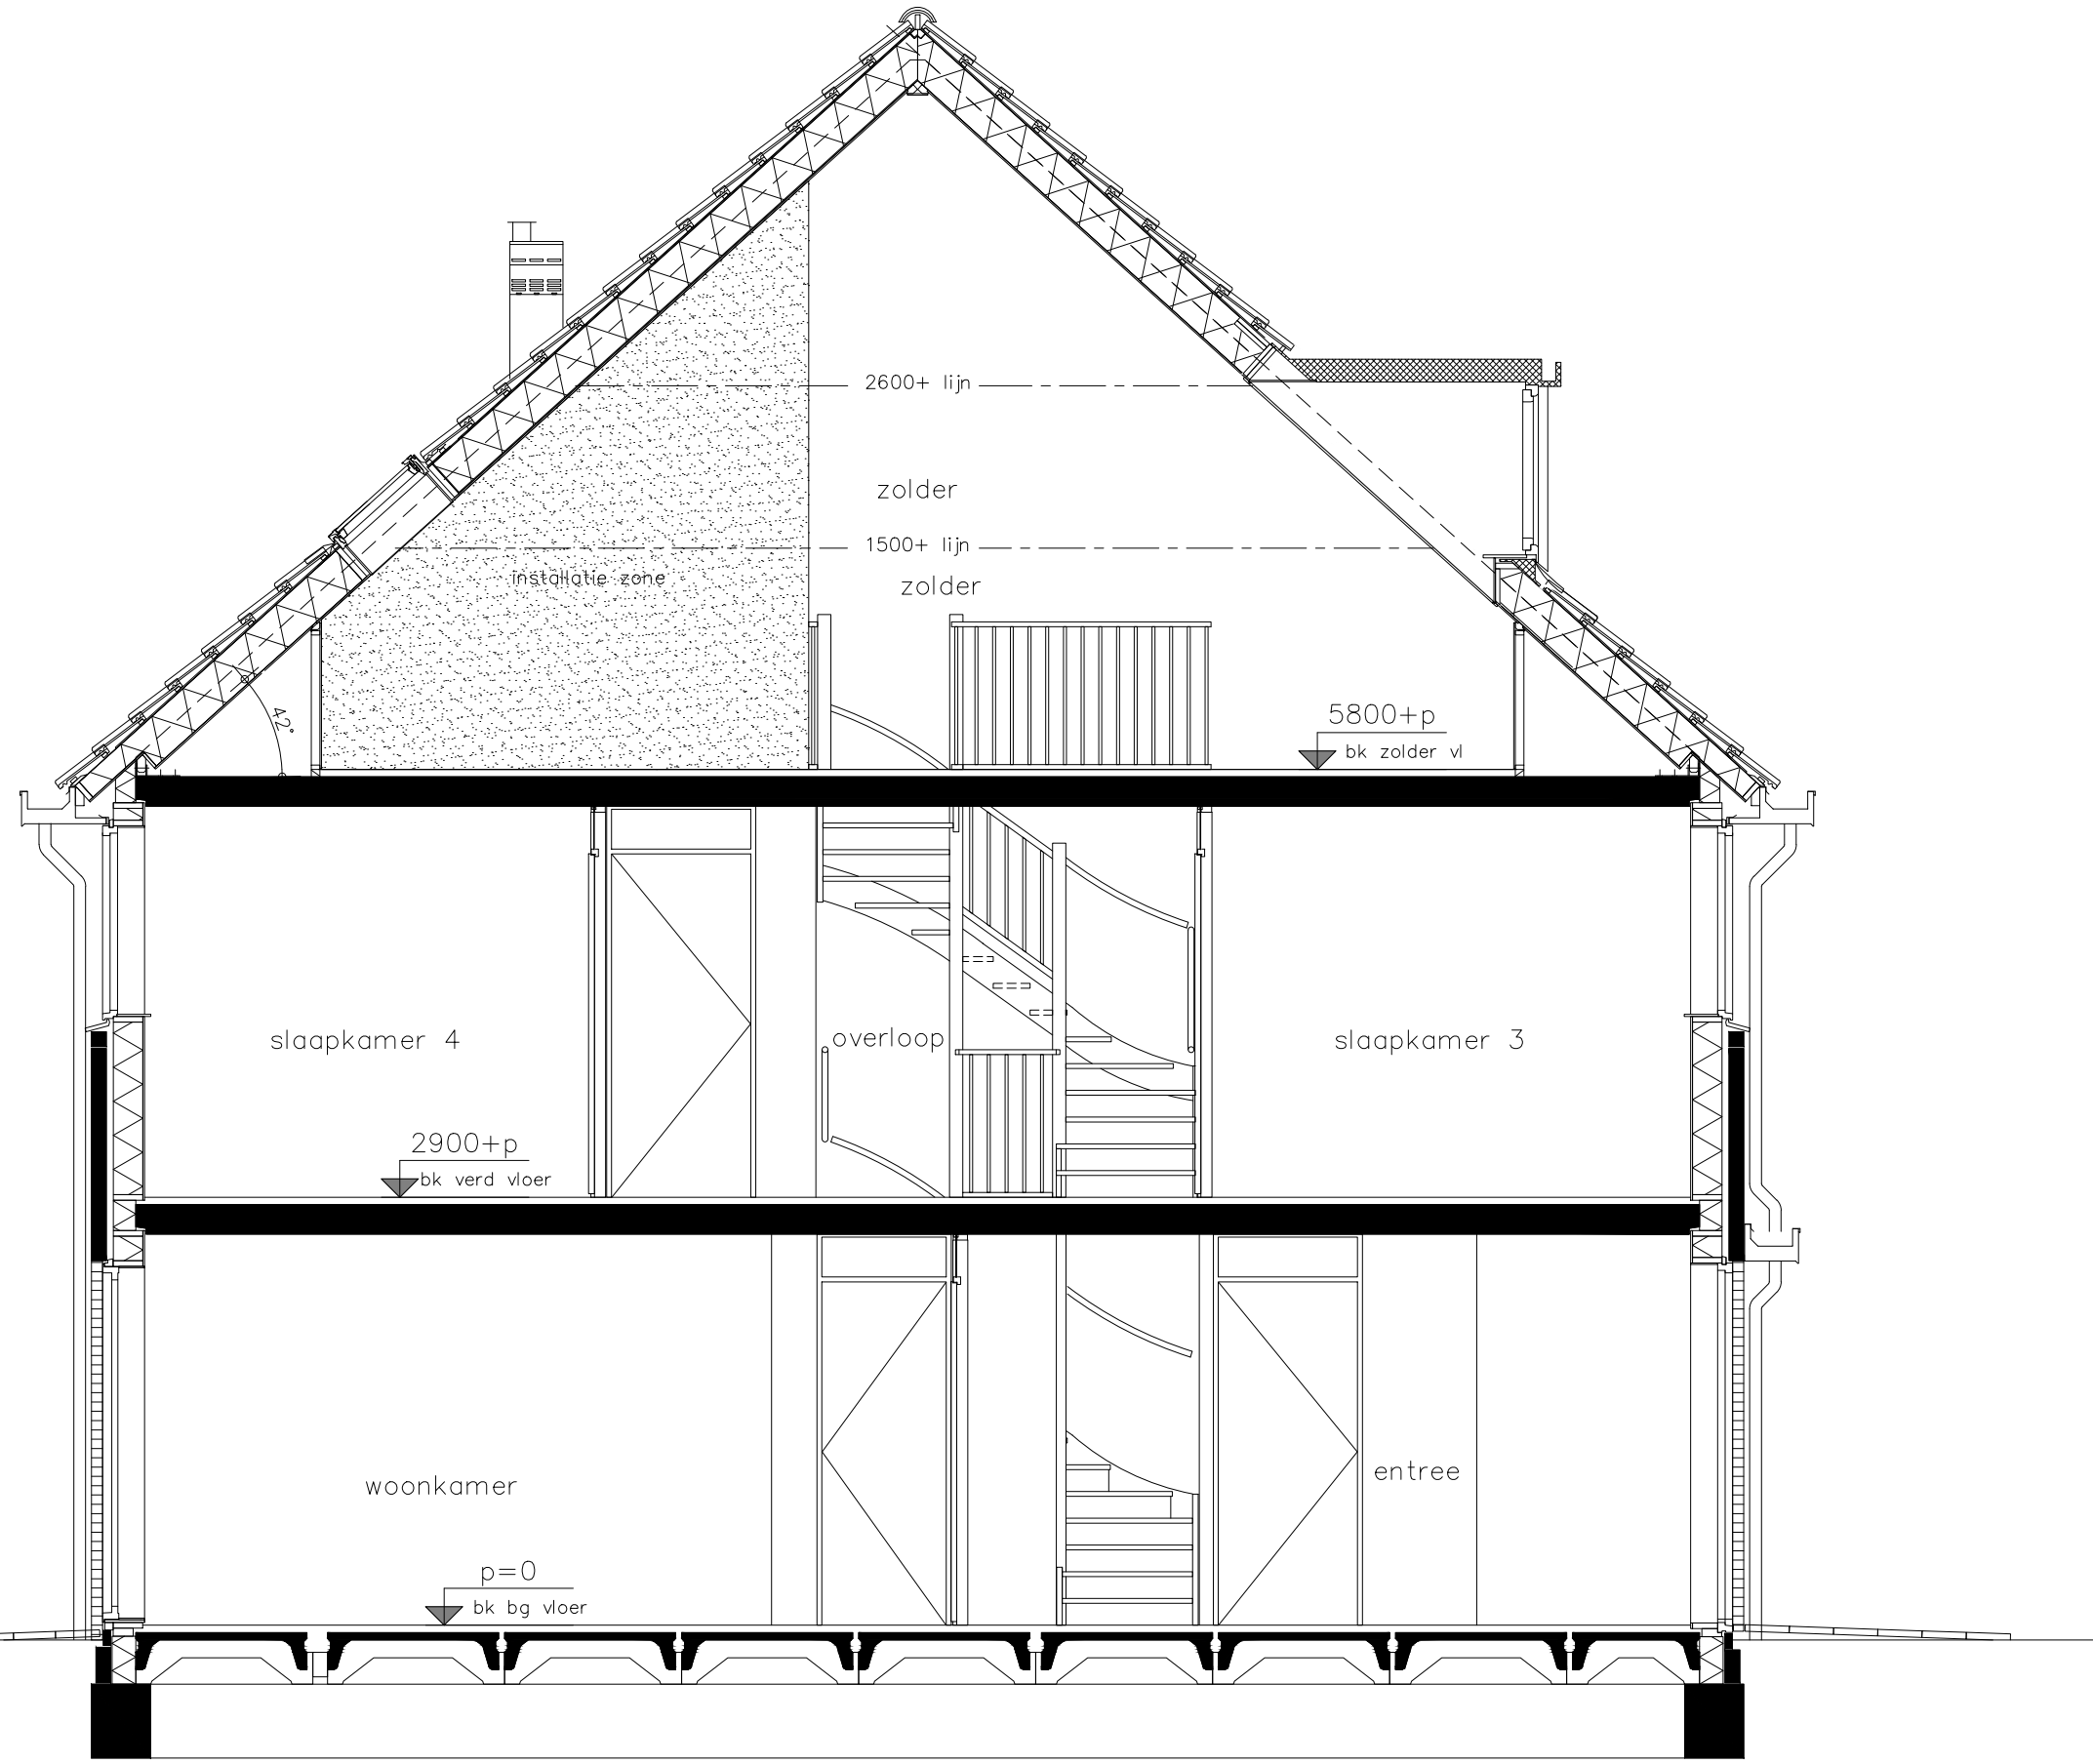 2600+ lijn
zolder
1500+ lijn
installatie zone
zolder
42°
5800+p
bk zolder vl
slaapkamer 4
overloop
slaapkamer 3
2900+p
bk verd vloer
woonkamer
entree
p=0
bk bg vloer